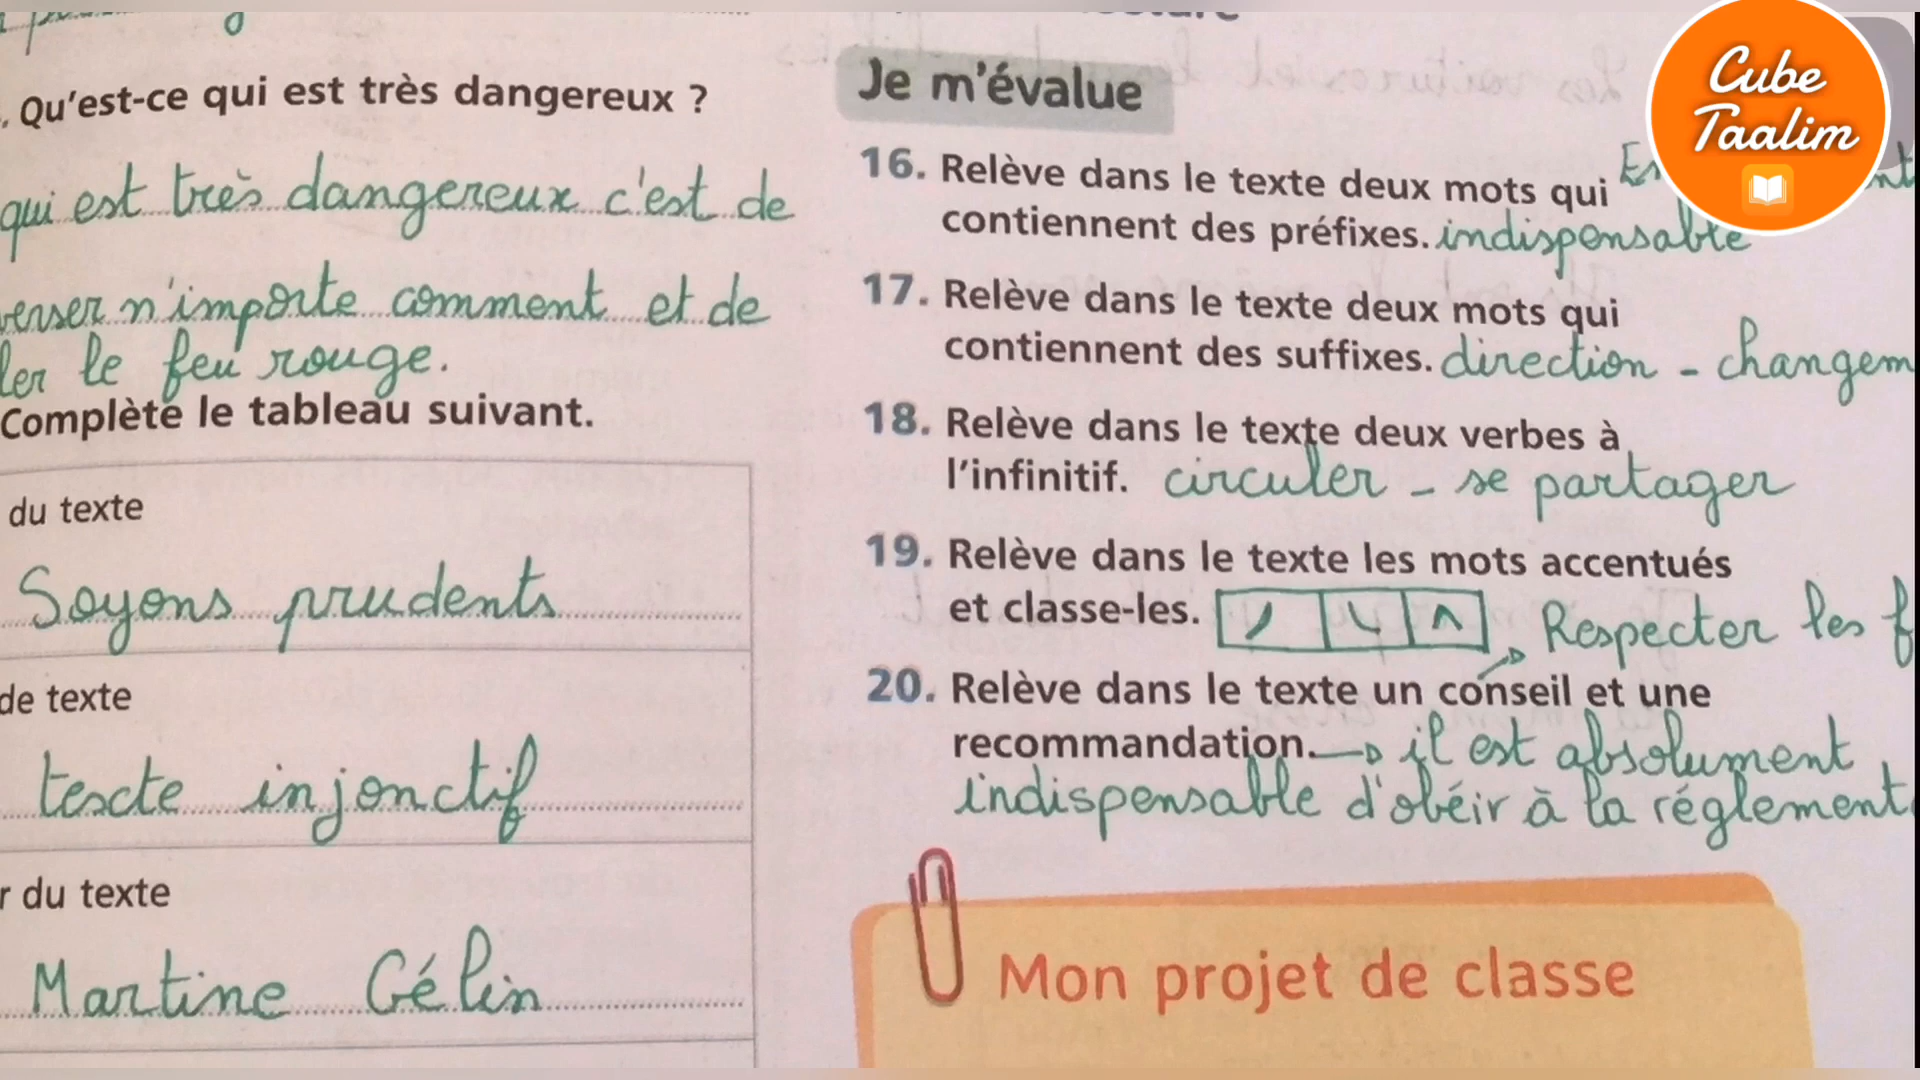 Qu'est-ce qui est très dangereux ?
qui est très dangereux c'est de
verser n'importe comment et de
ler le feu rouge.
Complète le tableau suivant.
du texte
Soyons prudents
de texte
texte injonctif
r du texte
Martine Gélin
Je m'évalue
16. Relève dans le texte deux mots qui
contiennent des préfixes. indispensable
17. Relève dans le texte deux mots qui
contiennent des suffixes. direction - changem
18. Relève dans le texte deux verbes à
l'infinitif. circuler - se partager
19. Relève dans le texte les mots accentués
et classe-les. Respecter les f
20. Relève dans le texte un conseil et une
recommandation. il est absolument
indispensable d'obéir à la réglement
Mon projet de classe
Cube
Taalim